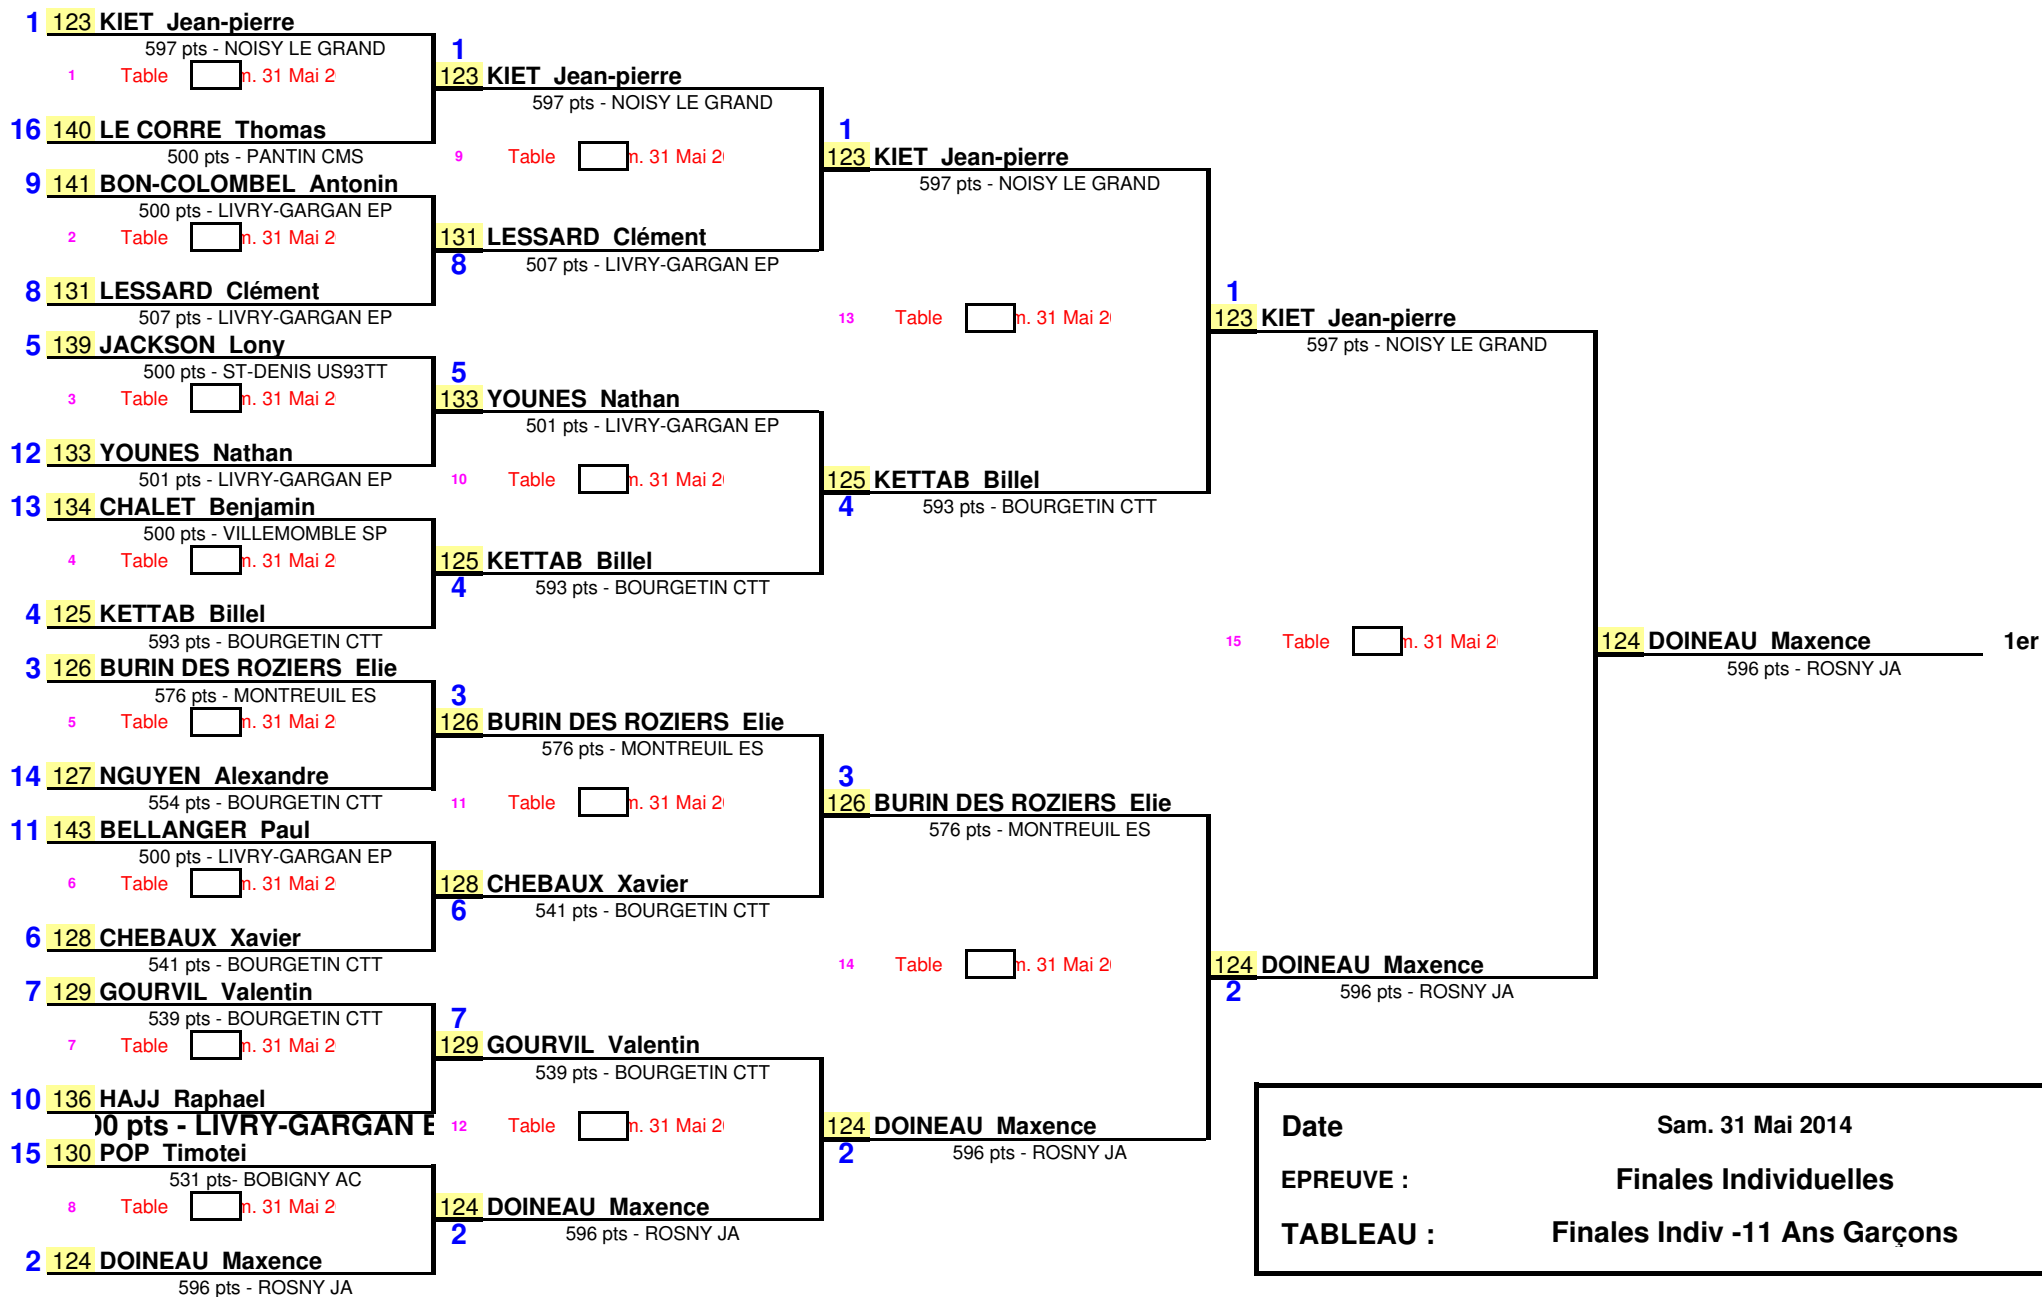 1 123 KIET Jean-pierre
597 pts - NOISY LE GRAND
1 Table m. 31 Mai 2
16 140 LE CORRE Thomas
500 pts - PANTIN CMS
9 141 BON-COLOMBEL Antonin
500 pts - LIVRY-GARGAN EP
2 Table m. 31 Mai 2
8 131 LESSARD Clément
507 pts - LIVRY-GARGAN EP
5 139 JACKSON Lony
500 pts - ST-DENIS US93TT
3 Table m. 31 Mai 2
12 133 YOUNES Nathan
501 pts - LIVRY-GARGAN EP
13 134 CHALET Benjamin
500 pts - VILLEMOMBLE SP
4 Table m. 31 Mai 2
4 125 KETTAB Billel
593 pts - BOURGETIN CTT
3 126 BURIN DES ROZIERS Elie
576 pts - MONTREUIL ES
5 Table m. 31 Mai 2
14 127 NGUYEN Alexandre
554 pts - BOURGETIN CTT
11 143 BELLANGER Paul
500 pts - LIVRY-GARGAN EP
6 Table m. 31 Mai 2
6 128 CHEBAUX Xavier
541 pts - BOURGETIN CTT
7 129 GOURVIL Valentin
539 pts - BOURGETIN CTT
7 Table m. 31 Mai 2
10 136 HAJJ Raphael
00 pts - LIVRY-GARGAN E
15 130 POP Timotei
531 pts- BOBIGNY AC
8 Table m. 31 Mai 2
2 124 DOINEAU Maxence
596 pts - ROSNY JA
1
123 KIET Jean-pierre
597 pts - NOISY LE GRAND
9 Table m. 31 Mai 20
131 LESSARD Clément
8 507 pts - LIVRY-GARGAN EP
5
133 YOUNES Nathan
501 pts - LIVRY-GARGAN EP
10 Table m. 31 Mai 20
125 KETTAB Billel
4 593 pts - BOURGETIN CTT
3
126 BURIN DES ROZIERS Elie
576 pts - MONTREUIL ES
11 Table m. 31 Mai 20
128 CHEBAUX Xavier
6 541 pts - BOURGETIN CTT
7
129 GOURVIL Valentin
539 pts - BOURGETIN CTT
12 Table m. 31 Mai 20
124 DOINEAU Maxence
2 596 pts - ROSNY JA
1
123 KIET Jean-pierre
597 pts - NOISY LE GRAND
13 Table m. 31 Mai 20
125 KETTAB Billel
4 593 pts - BOURGETIN CTT
3
126 BURIN DES ROZIERS Elie
576 pts - MONTREUIL ES
14 Table m. 31 Mai 20
124 DOINEAU Maxence
2 596 pts - ROSNY JA
1
123 KIET Jean-pierre
597 pts - NOISY LE GRAND
15 Table m. 31 Mai 20
124 DOINEAU Maxence
2 596 pts - ROSNY JA
124 DOINEAU Maxence 1er
596 pts - ROSNY JA
Date Sam. 31 Mai 2014
EPREUVE : Finales Individuelles
TABLEAU : Finales Indiv -11 Ans Garçons